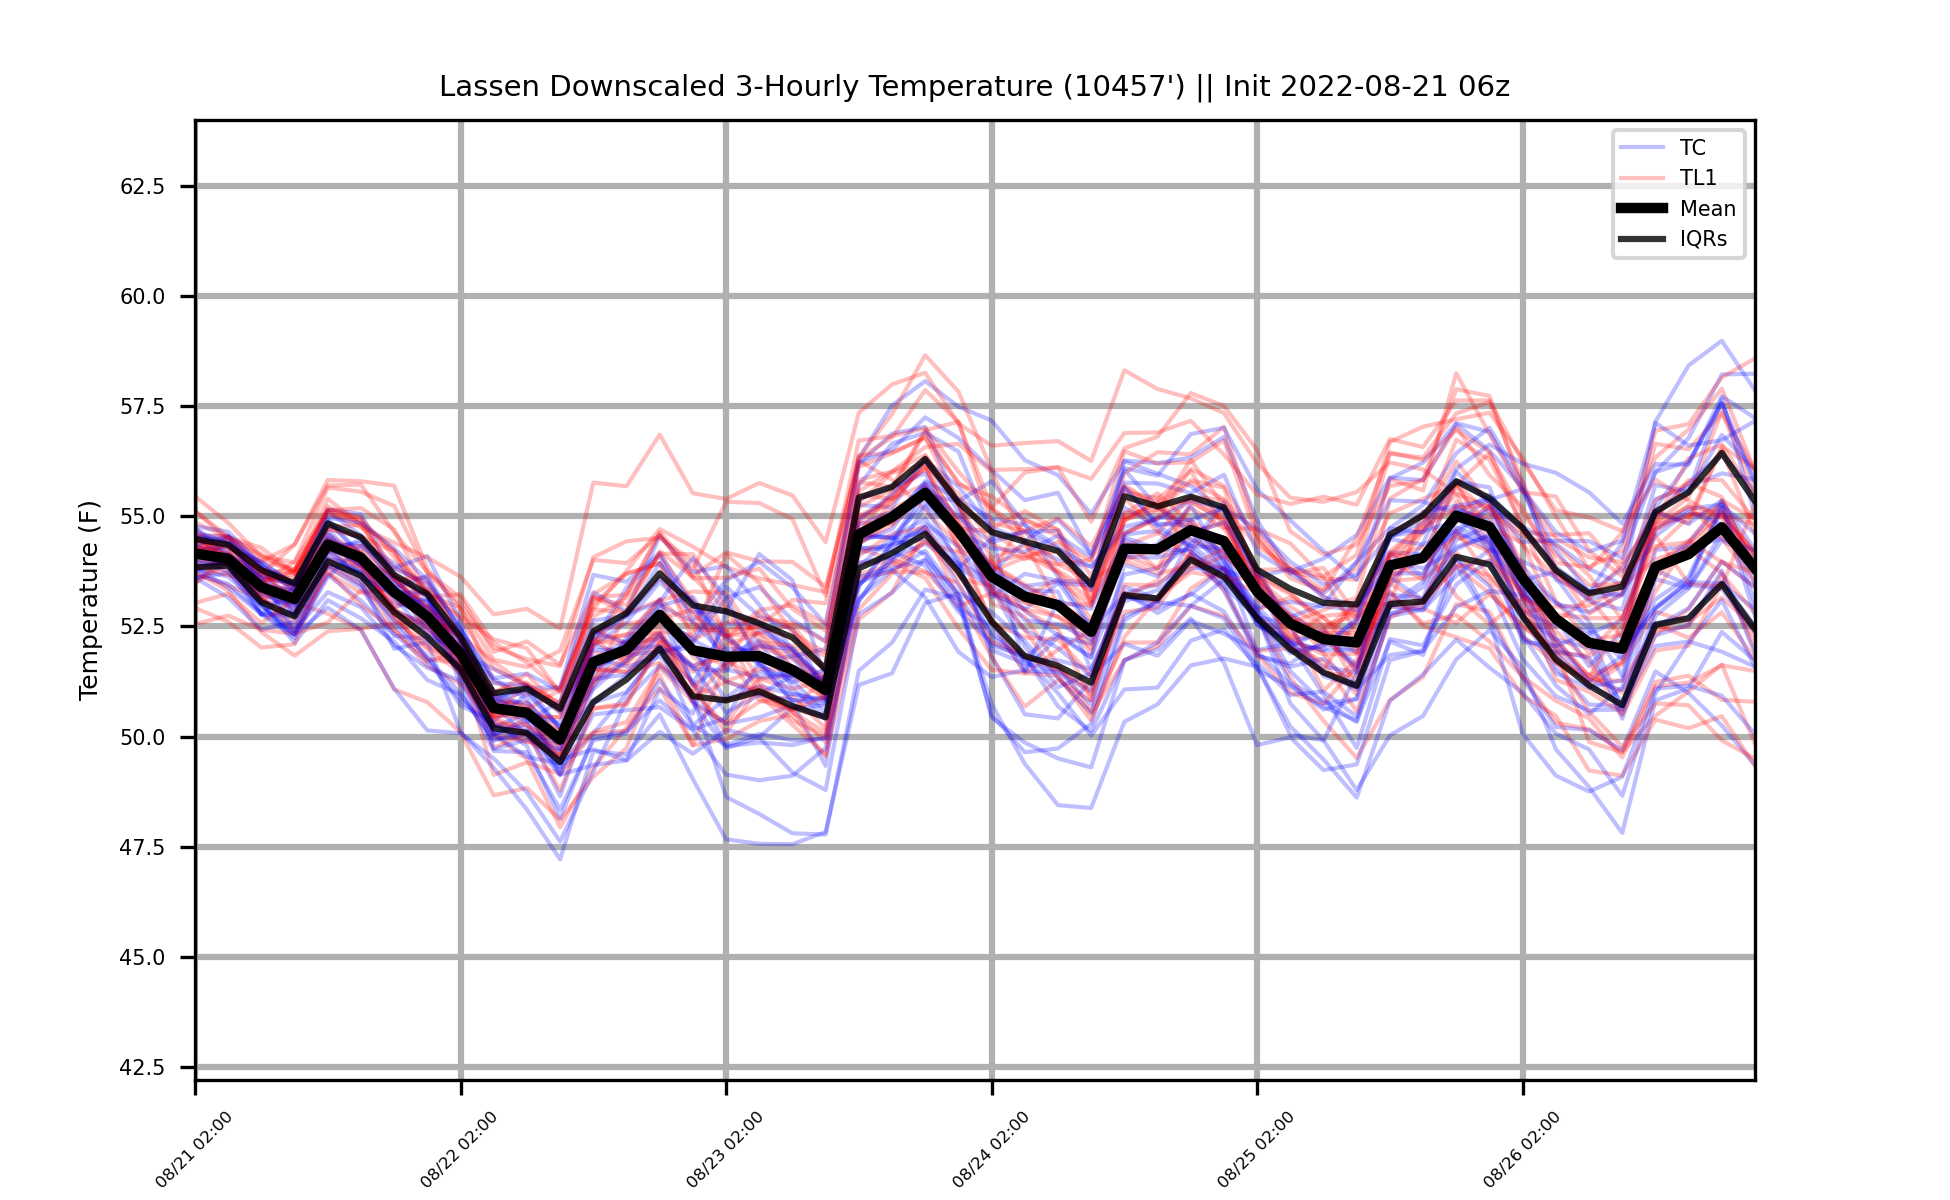 Lassen Downscaled 3-Hourly Temperature (10457') || Init 2022-08-21 06z
TC
TL1
Mean
IQRs
Temperature (F)
62.5
60.0
57.5
55.0
52.5
50.0
47.5
45.0
42.5
08/21 02:00
08/22 02:00
08/23 02:00
08/24 02:00
08/25 02:00
08/26 02:00